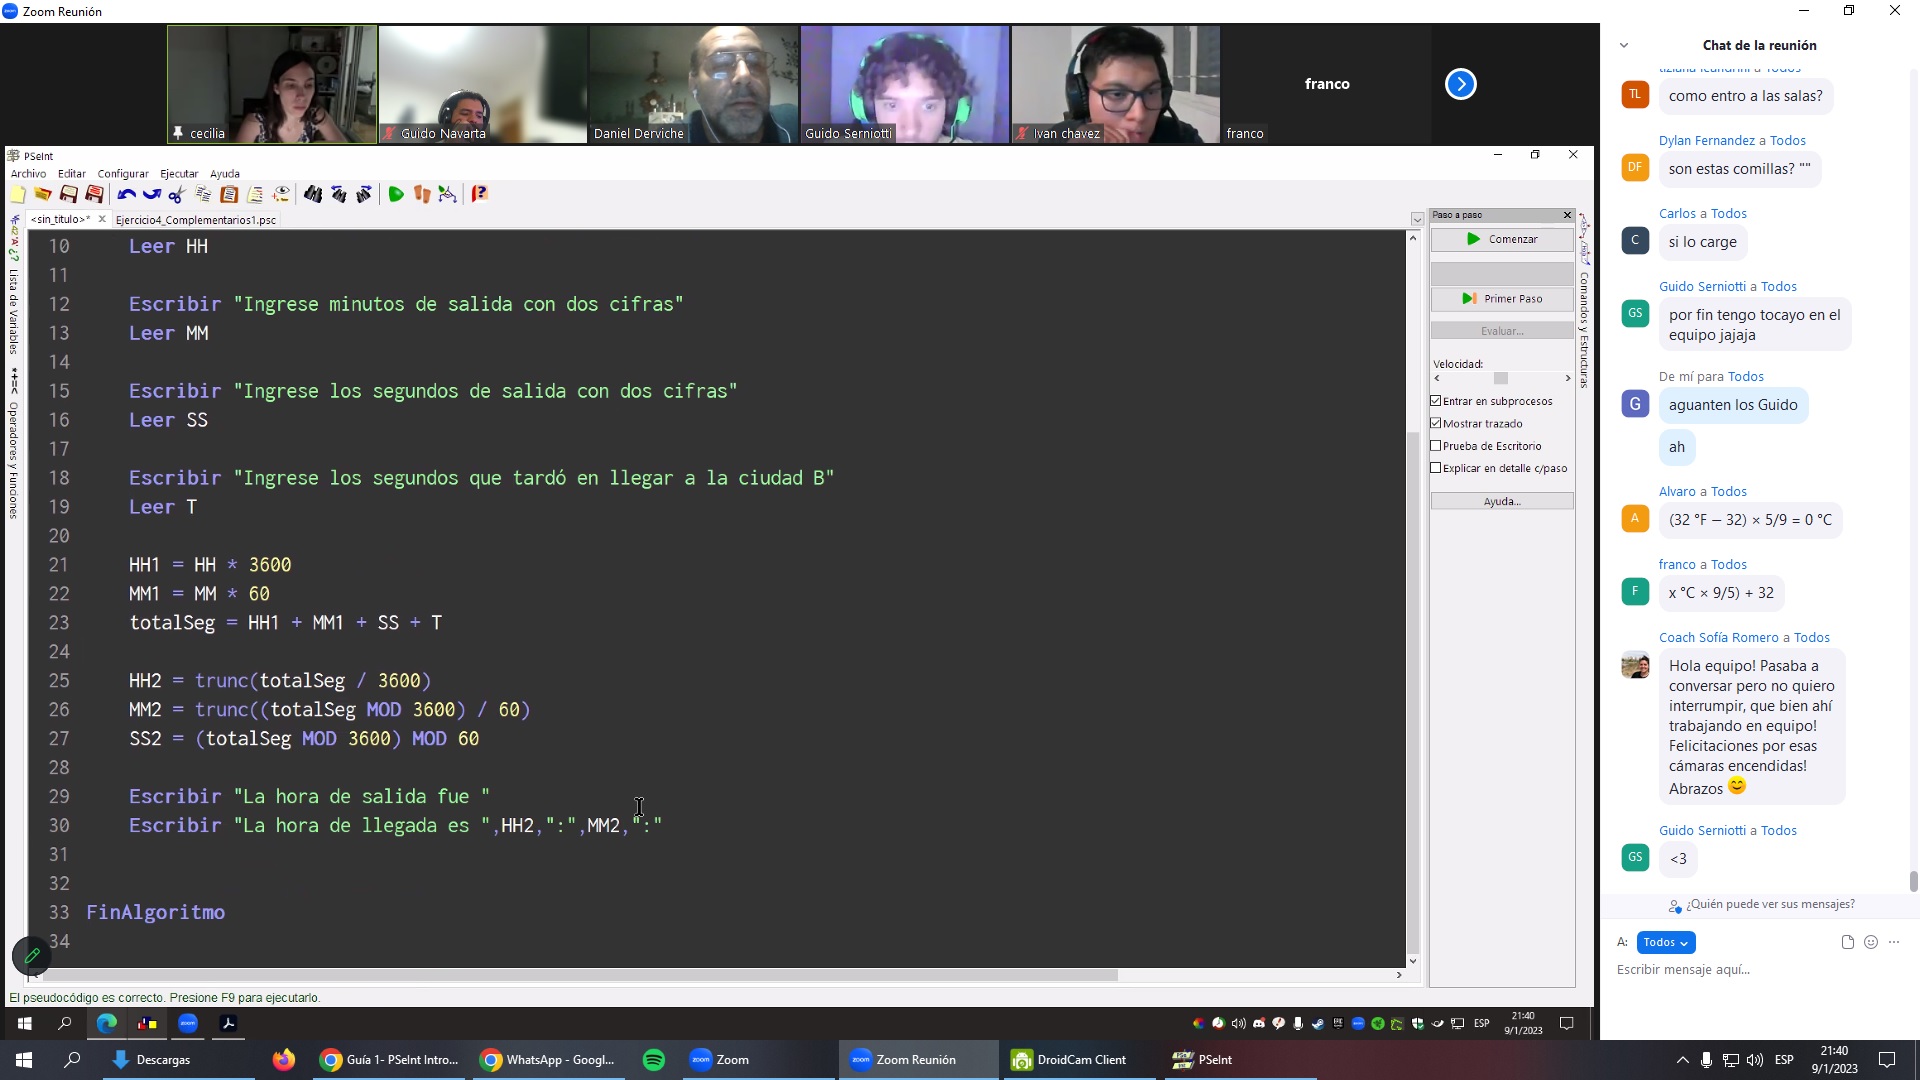 Zoom Reunión
cecilia
Guido Navarta
Daniel Derviche
Guido Serniotti
Ivan chavez
franco
franco
PSeInt
Archivo Editar Configurar Ejecutar Ayuda
<sin_titulo>* Ejercicio4_Complementarios1.psc
Lista de Variables
Operadores y Funciones
10 Leer HH
11
12 Escribir "Ingrese minutos de salida con dos cifras"
13 Leer MM
14
15 Escribir "Ingrese los segundos de salida con dos cifras"
16 Leer SS
17
18 Escribir "Ingrese los segundos que tardó en llegar a la ciudad B"
19 Leer T
20
21 HH1 = HH * 3600
22 MM1 = MM * 60
23 totalSeg = HH1 + MM1 + SS + T
24
25 HH2 = trunc(totalSeg / 3600)
26 MM2 = trunc((totalSeg MOD 3600) / 60)
27 SS2 = (totalSeg MOD 3600) MOD 60
28
29 Escribir "La hora de salida fue "
30 Escribir "La hora de llegada es ",HH2,":",MM2,":"
31
32
33 FinAlgoritmo
34
El pseudocódigo es correcto. Presione F9 para ejecutarlo.
Paso a paso
Comenzar
Primer Paso
Evaluar...
Velocidad:
Entrar en subprocesos
Mostrar trazado
Prueba de Escritorio
Explicar en detalle c/paso
Ayuda...
Comandos y Estructuras
ESP
21:40
9/1/2023
Chat de la reunión
tiziana leandrini a Todos
TL
como entro a las salas?
Dylan Fernandez a Todos
DF
son estas comillas? ""
Carlos a Todos
C
si lo carge
Guido Serniotti a Todos
GS
por fin tengo tocayo en el
equipo jajaja
De mí para Todos
G
aguanten los Guido
ah
Alvaro a Todos
A
(32 °F − 32) × 5/9 = 0 °C
franco a Todos
F
x °C × 9/5) + 32
Coach Sofía Romero a Todos
Hola equipo! Pasaba a
conversar pero no quiero
interrumpir, que bien ahí
trabajando en equipo!
Felicitaciones por esas
cámaras encendidas!
Abrazos 😊
Guido Serniotti a Todos
GS
<3
¿Quién puede ver sus mensajes?
A: Todos
Escribir mensaje aquí...
Descargas
Guía 1- PSeInt Intro...
WhatsApp - Googl...
Zoom
Zoom Reunión
DroidCam Client
PSeInt
ESP
21:40
9/1/2023